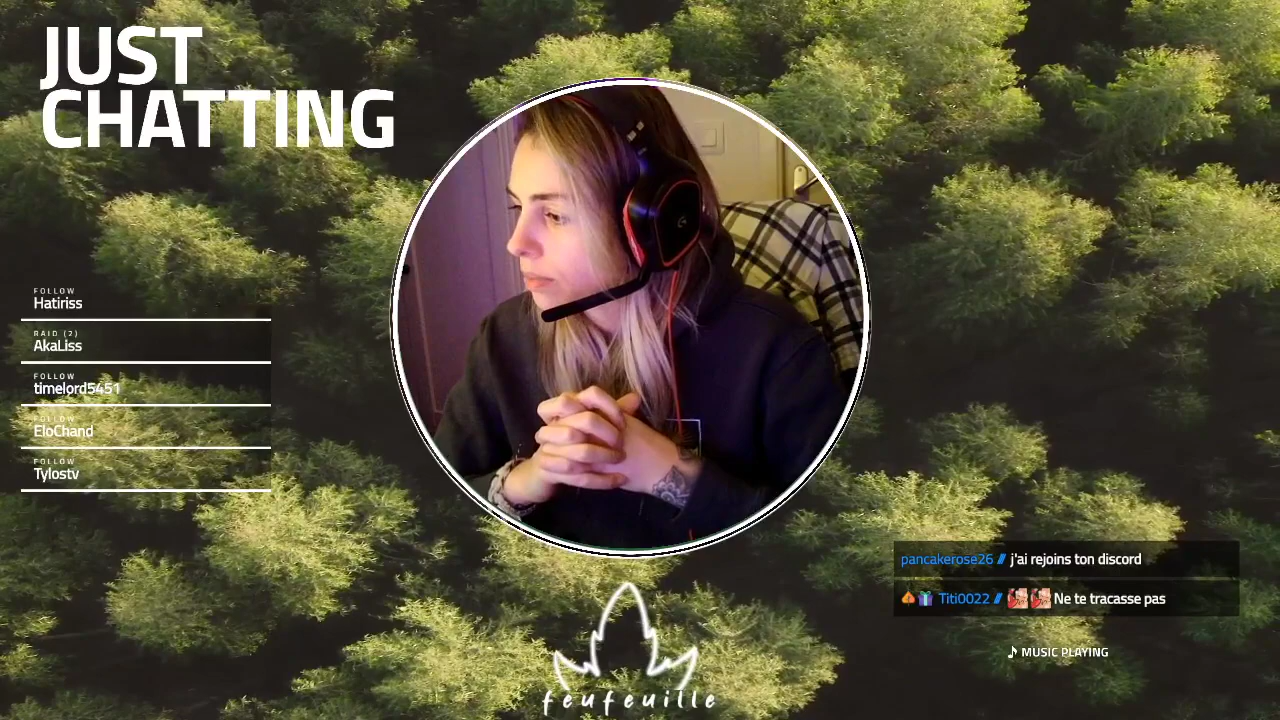 JUST
CHATTING
FOLLOW
Hatiriss
RAID (2)
AkaLiss
FOLLOW
timelord5451
FOLLOW
EloChand
FOLLOW
Tylostv
pancakerose26 // j'ai rejoins ton discord
Titi0022 // Ne te tracasse pas
♪ MUSIC PLAYING
feufeuille